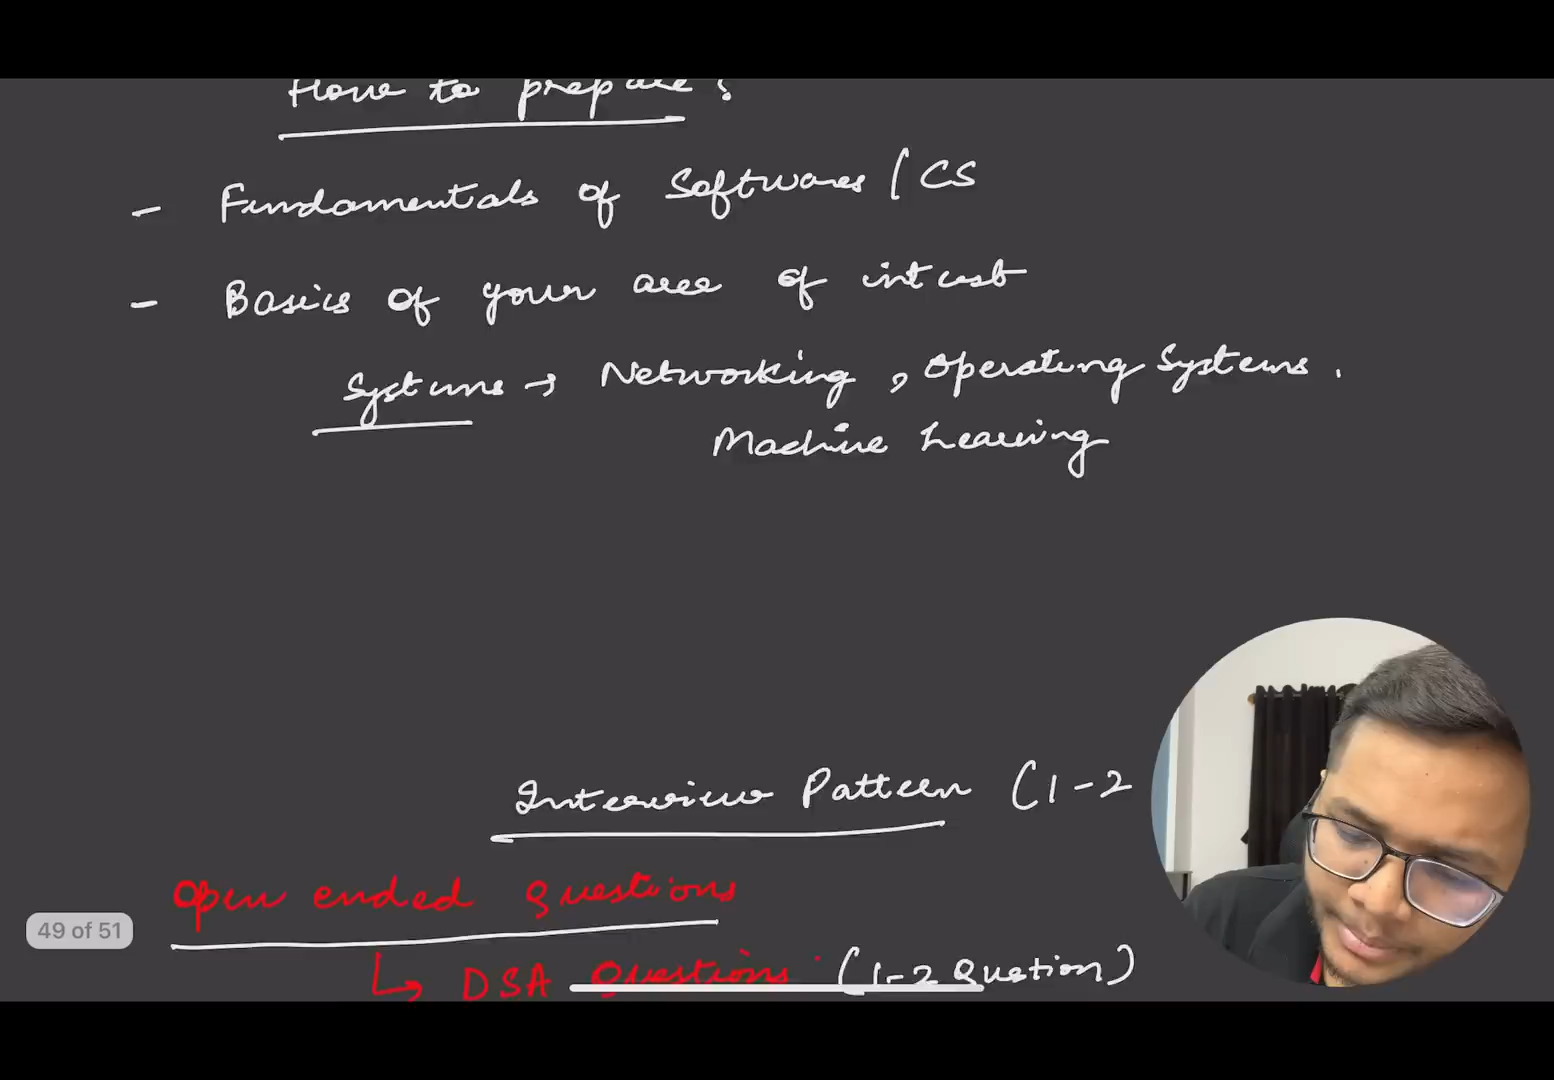 How to prepare?
- Fundamentals of Softwares / CS
- Basics of your area of interest
Systems → Networking, Operating Systems.
Machine Learning
Interview Pattern (1-2
Open ended Questions
↳ DSA Questions (1-2 Question)
49 of 51